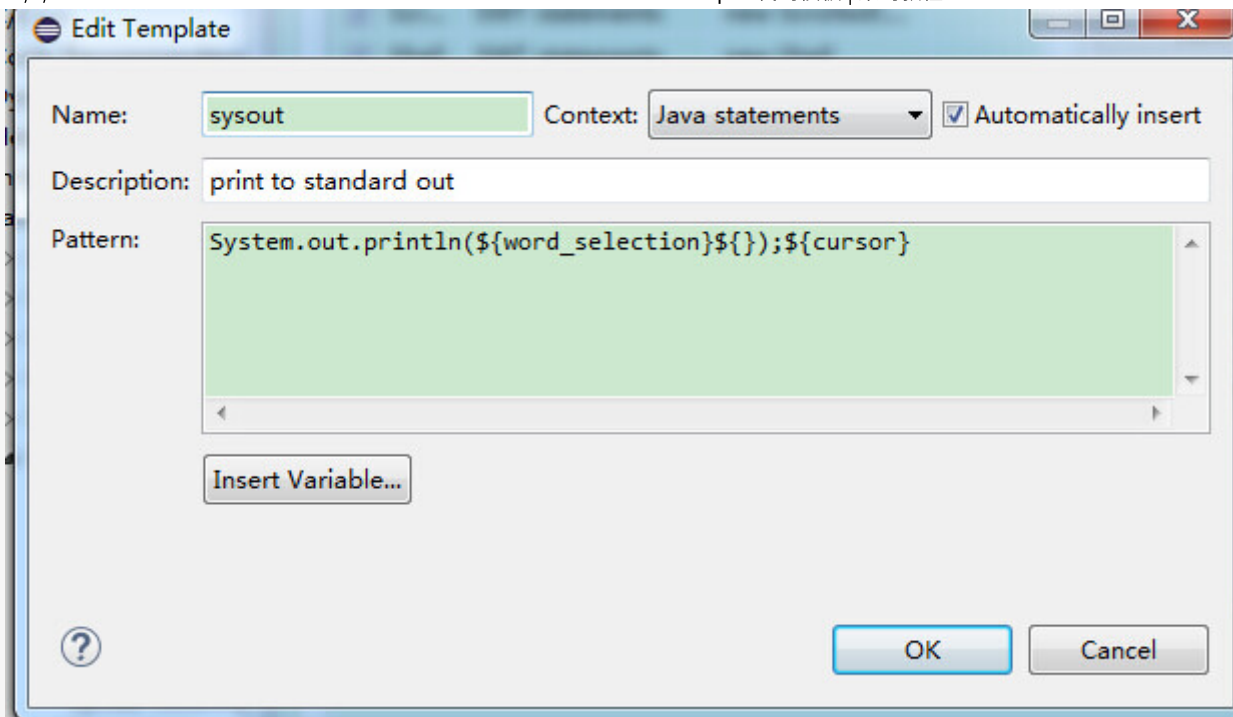 Edit Template
Name: sysout Context: Java statements Automatically insert
Description: print to standard out
Pattern: System.out.println(${word_selection}${});${cursor}
Insert Variable...
OK Cancel